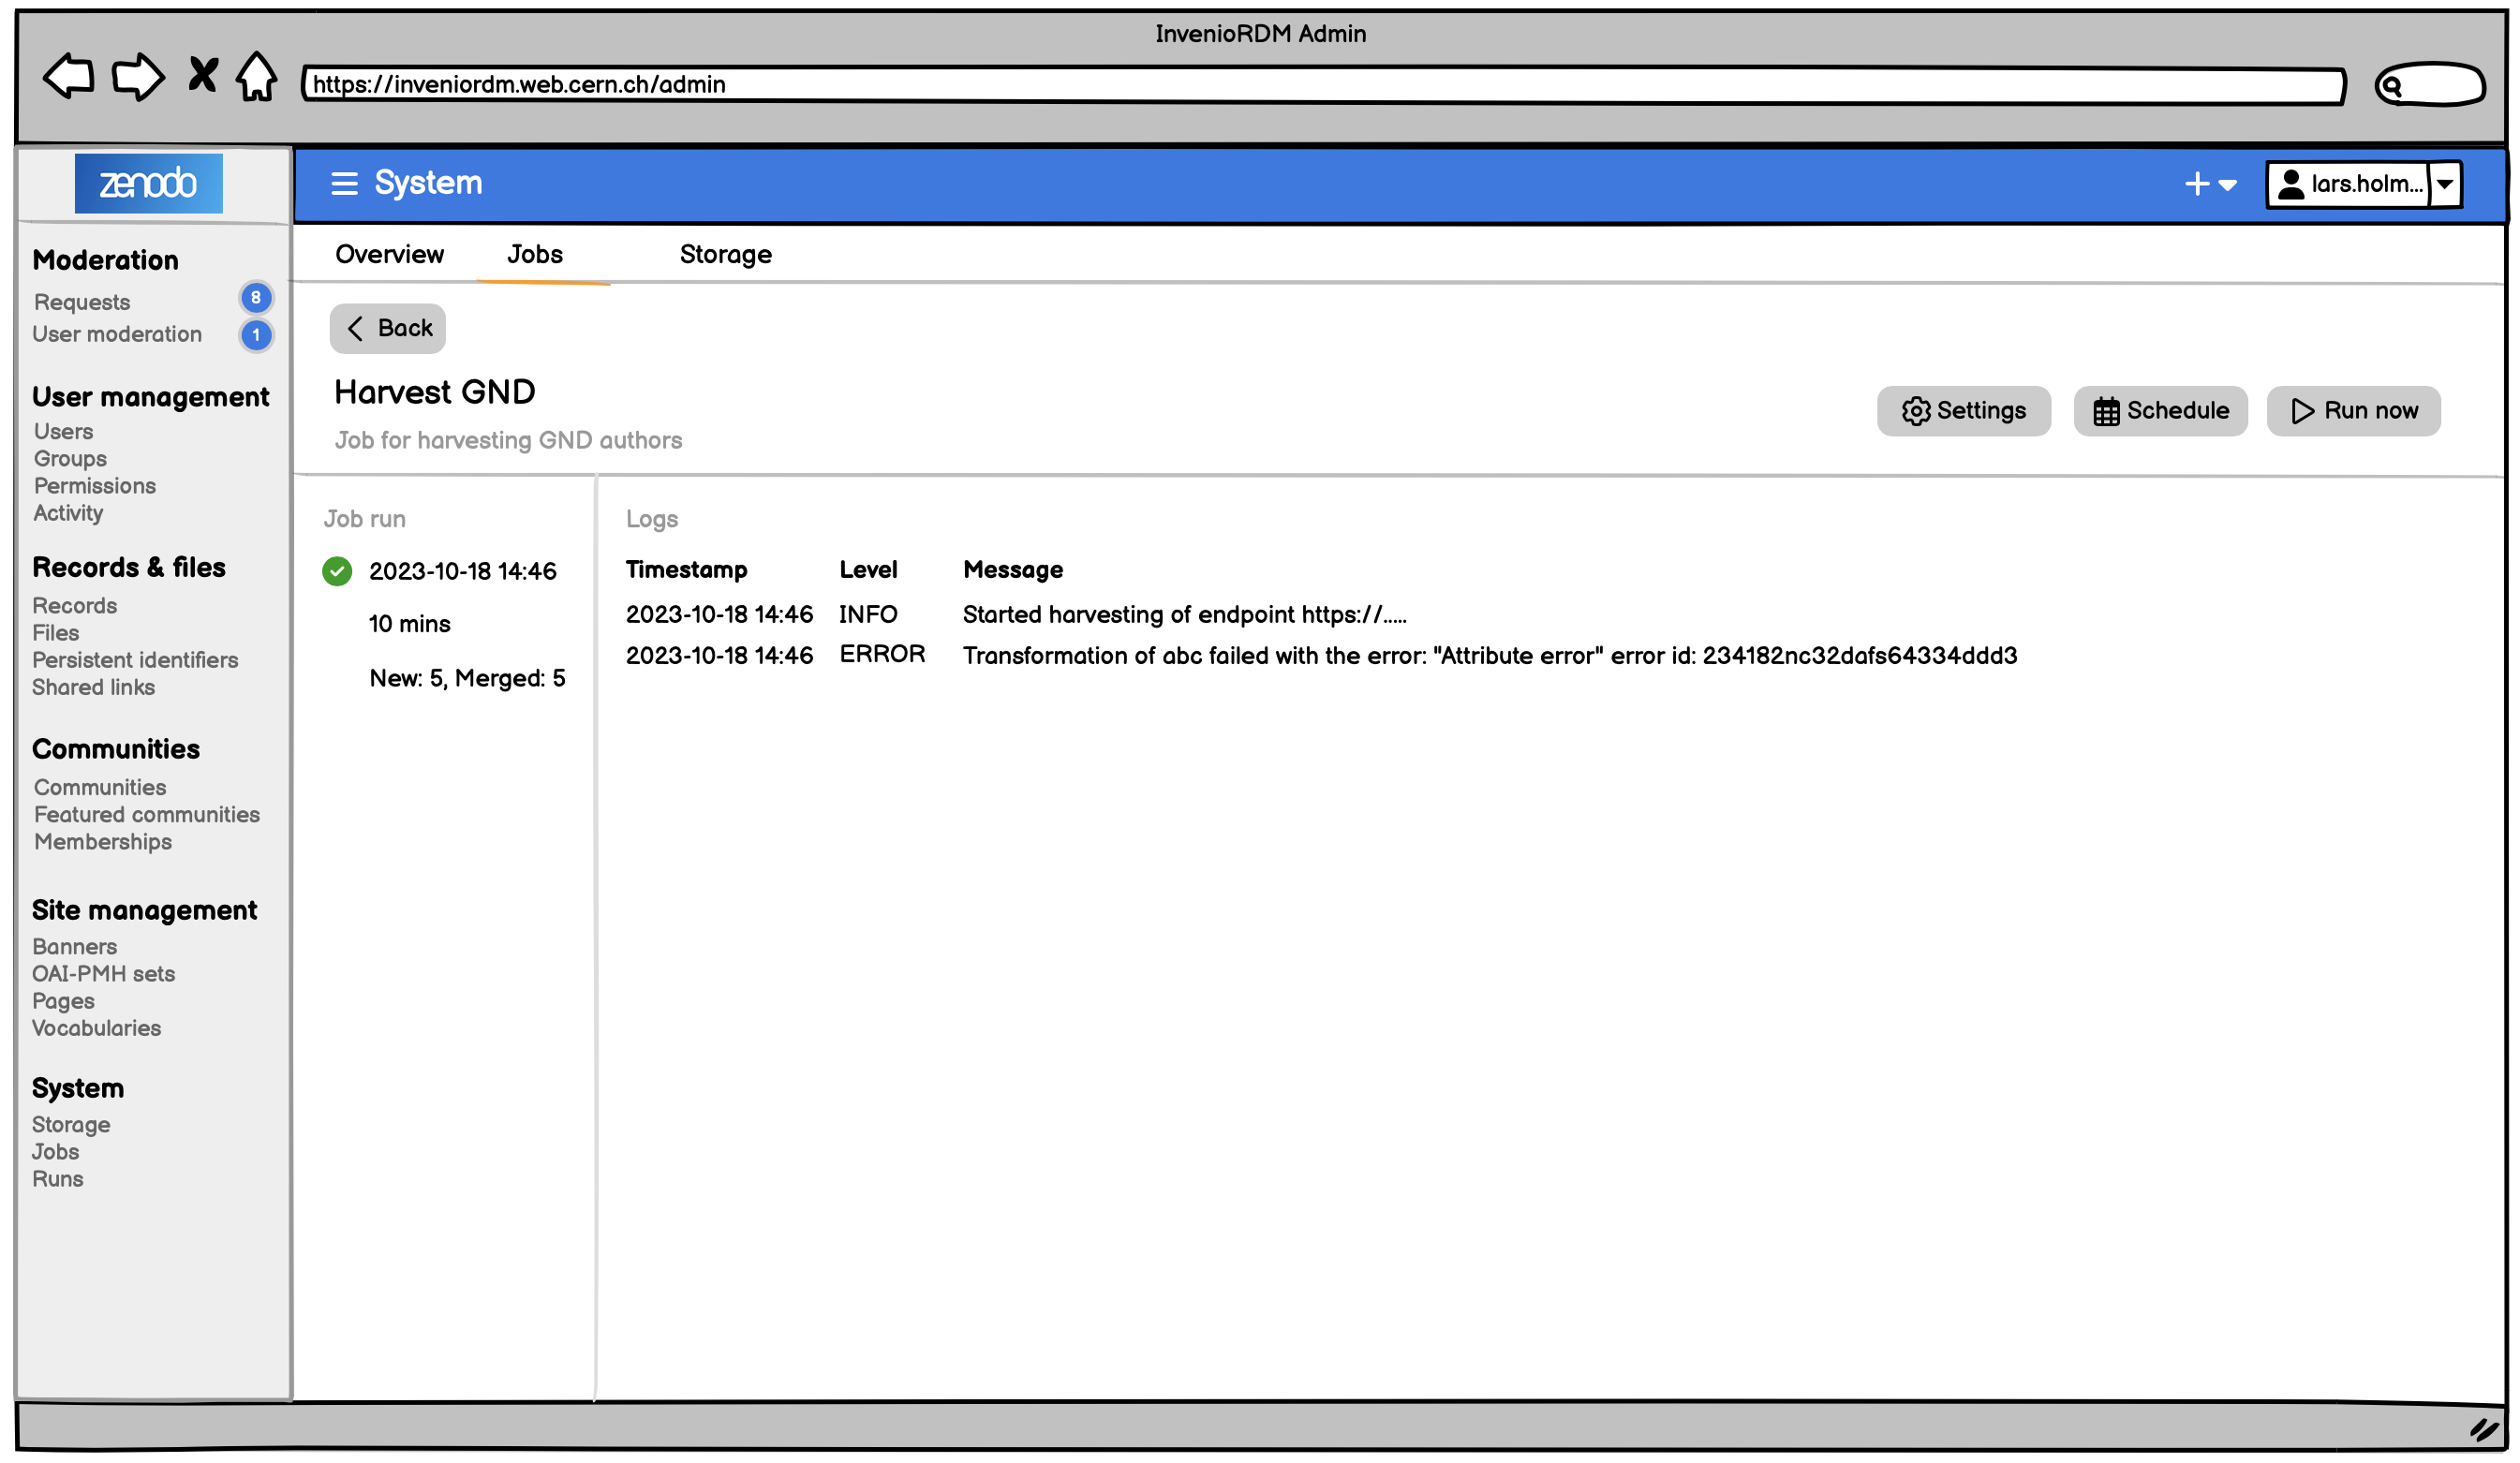 InvenioRDM Admin
https://inveniordm.web.cern.ch/admin
zenodo
System
lars.holm...
Moderation
Requests 8
User moderation 1
User management
Users
Groups
Permissions
Activity
Records & files
Records
Files
Persistent identifiers
Shared links
Communities
Communities
Featured communities
Memberships
Site management
Banners
OAI-PMH sets
Pages
Vocabularies
System
Storage
Jobs
Runs
Overview Jobs Storage
Back
Harvest GND
Job for harvesting GND authors
Settings Schedule Run now
Job run
2023-10-18 14:46
10 mins
New: 5, Merged: 5
Logs
Timestamp Level Message
2023-10-18 14:46 INFO Started harvesting of endpoint https://.....
2023-10-18 14:46 ERROR Transformation of abc failed with the error: "Attribute error" error id: 234182nc32dafs64334ddd3